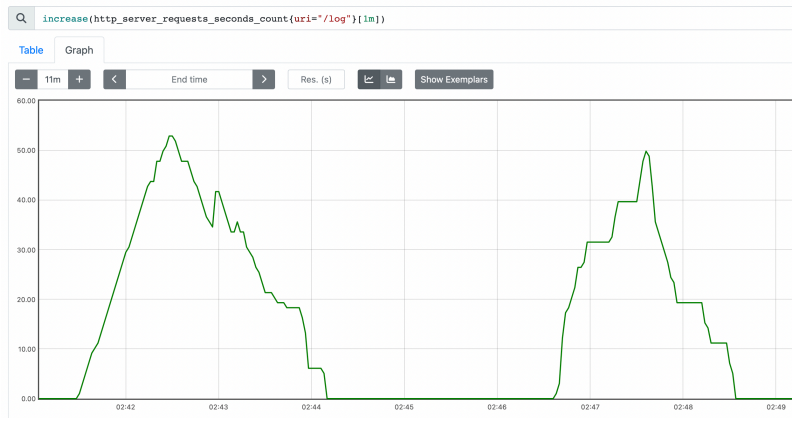 increase(http_server_requests_seconds_count{uri="/log"}[1m])
Table Graph
− 11m + < End time > Res. (s) Show Exemplars
60.00
50.00
40.00
30.00
20.00
10.00
0.00
02:42 02:43 02:44 02:45 02:46 02:47 02:48 02:49